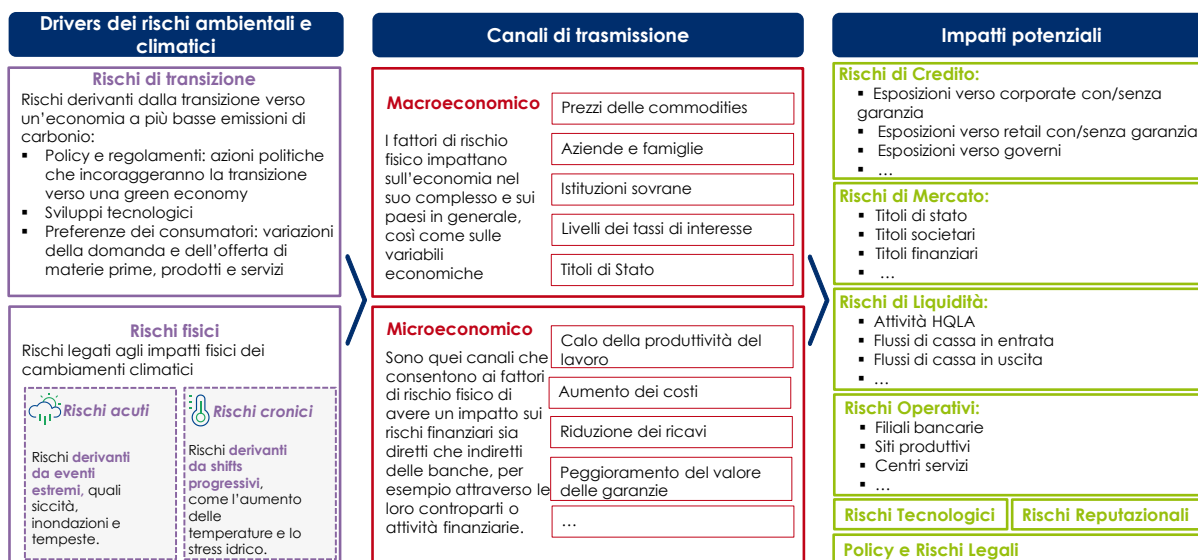 Drivers dei rischi ambientali e
climatici
Rischi di transizione
Rischi derivanti dalla transizione verso
un'economia a più basse emissioni di
carbonio:
▪ Policy e regolamenti: azioni politiche
che incoraggeranno la transizione
verso una green economy
▪ Sviluppi tecnologici
▪ Preferenze dei consumatori: variazioni
della domanda e dell'offerta di
materie prime, prodotti e servizi
Rischi fisici
Rischi legati agli impatti fisici dei
cambiamenti climatici
Rischi acuti
Rischi derivanti
da eventi
estremi, quali
siccità,
inondazioni e
tempeste.
Rischi cronici
Rischi derivanti
da shifts
progressivi,
come l'aumento
delle
temperature e lo
stress idrico.
Canali di trasmissione
Macroeconomico
I fattori di rischio
fisico impattano
sull'economia nel
suo complesso e sui
paesi in generale,
così come sulle
variabili
economiche
Prezzi delle commodities
Aziende e famiglie
Istituzioni sovrane
Livelli dei tassi di interesse
Titoli di Stato
Microeconomico
Sono quei canali che
consentono ai fattori
di rischio fisico di
avere un impatto sui
rischi finanziari sia
diretti che indiretti
delle banche, per
esempio attraverso le
loro controparti o
attività finanziarie.
Calo della produttività del
lavoro
Aumento dei costi
Riduzione dei ricavi
Peggioramento del valore
delle garanzie
…
Impatti potenziali
Rischi di Credito:
▪ Esposizioni verso corporate con/senza
garanzia
▪ Esposizioni verso retail con/senza garanzia
▪ Esposizioni verso governi
▪ …
Rischi di Mercato:
▪ Titoli di stato
▪ Titoli societari
▪ Titoli finanziari
▪ …
Rischi di Liquidità:
▪ Attività HQLA
▪ Flussi di cassa in entrata
▪ Flussi di cassa in uscita
▪ …
Rischi Operativi:
▪ Filiali bancarie
▪ Siti produttivi
▪ Centri servizi
▪ …
Rischi Tecnologici
Rischi Reputazionali
Policy e Rischi Legali